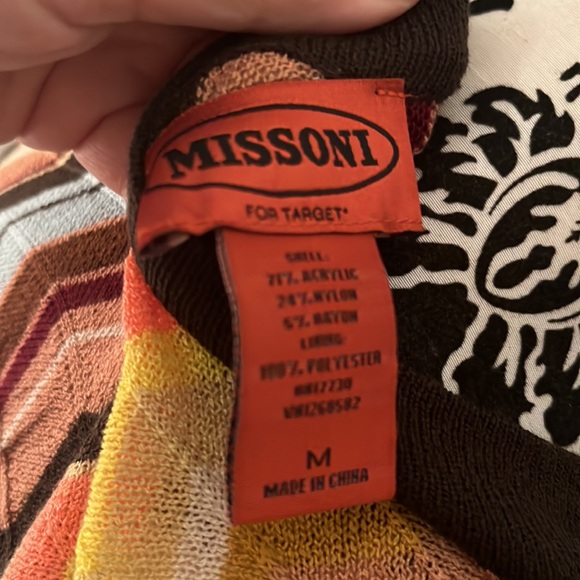 MISSONI
FOR TARGET*
SHELL:
71% ACRYLIC
24% NYLON
5% RAYON
LINING:
100% POLYESTER
M
MADE IN CHINA